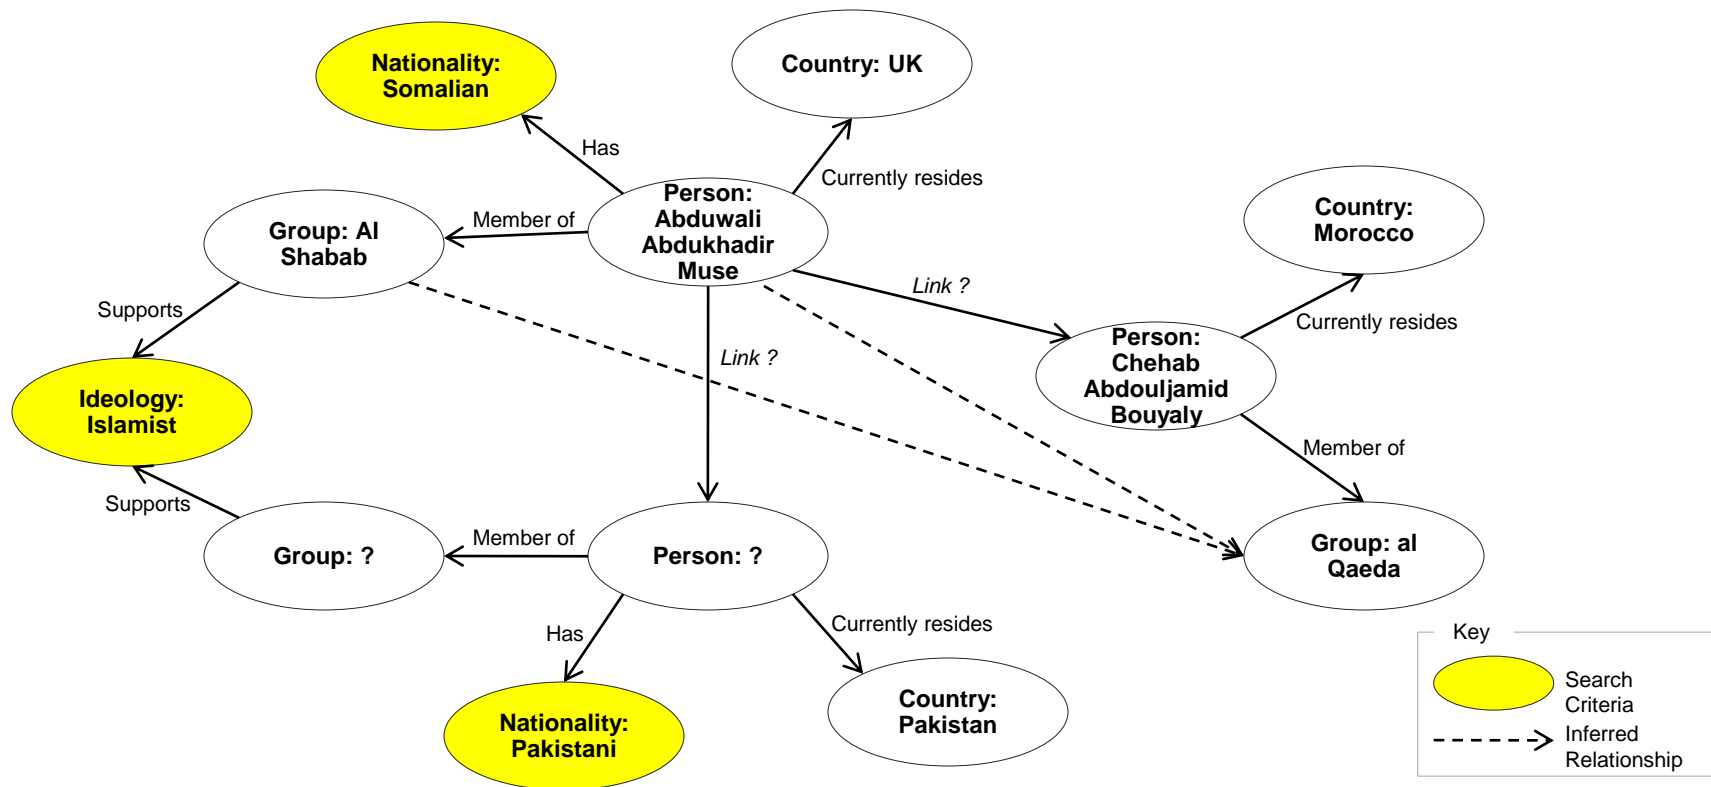 Nationality:
Somalian
Country: UK
Has
Currently resides
Person:
Abduwali
Abdukhadir
Muse
Member of
Group: Al
Shabab
Country:
Morocco
Link ?
Supports
Currently resides
Person:
Chehab
Abdouljamid
Bouyaly
Link ?
Ideology:
Islamist
Member of
Supports
Group: ?
Member of
Person: ?
Group: al
Qaeda
Has
Currently resides
Nationality:
Pakistani
Country:
Pakistan
Key
Search
Criteria
Inferred
Relationship